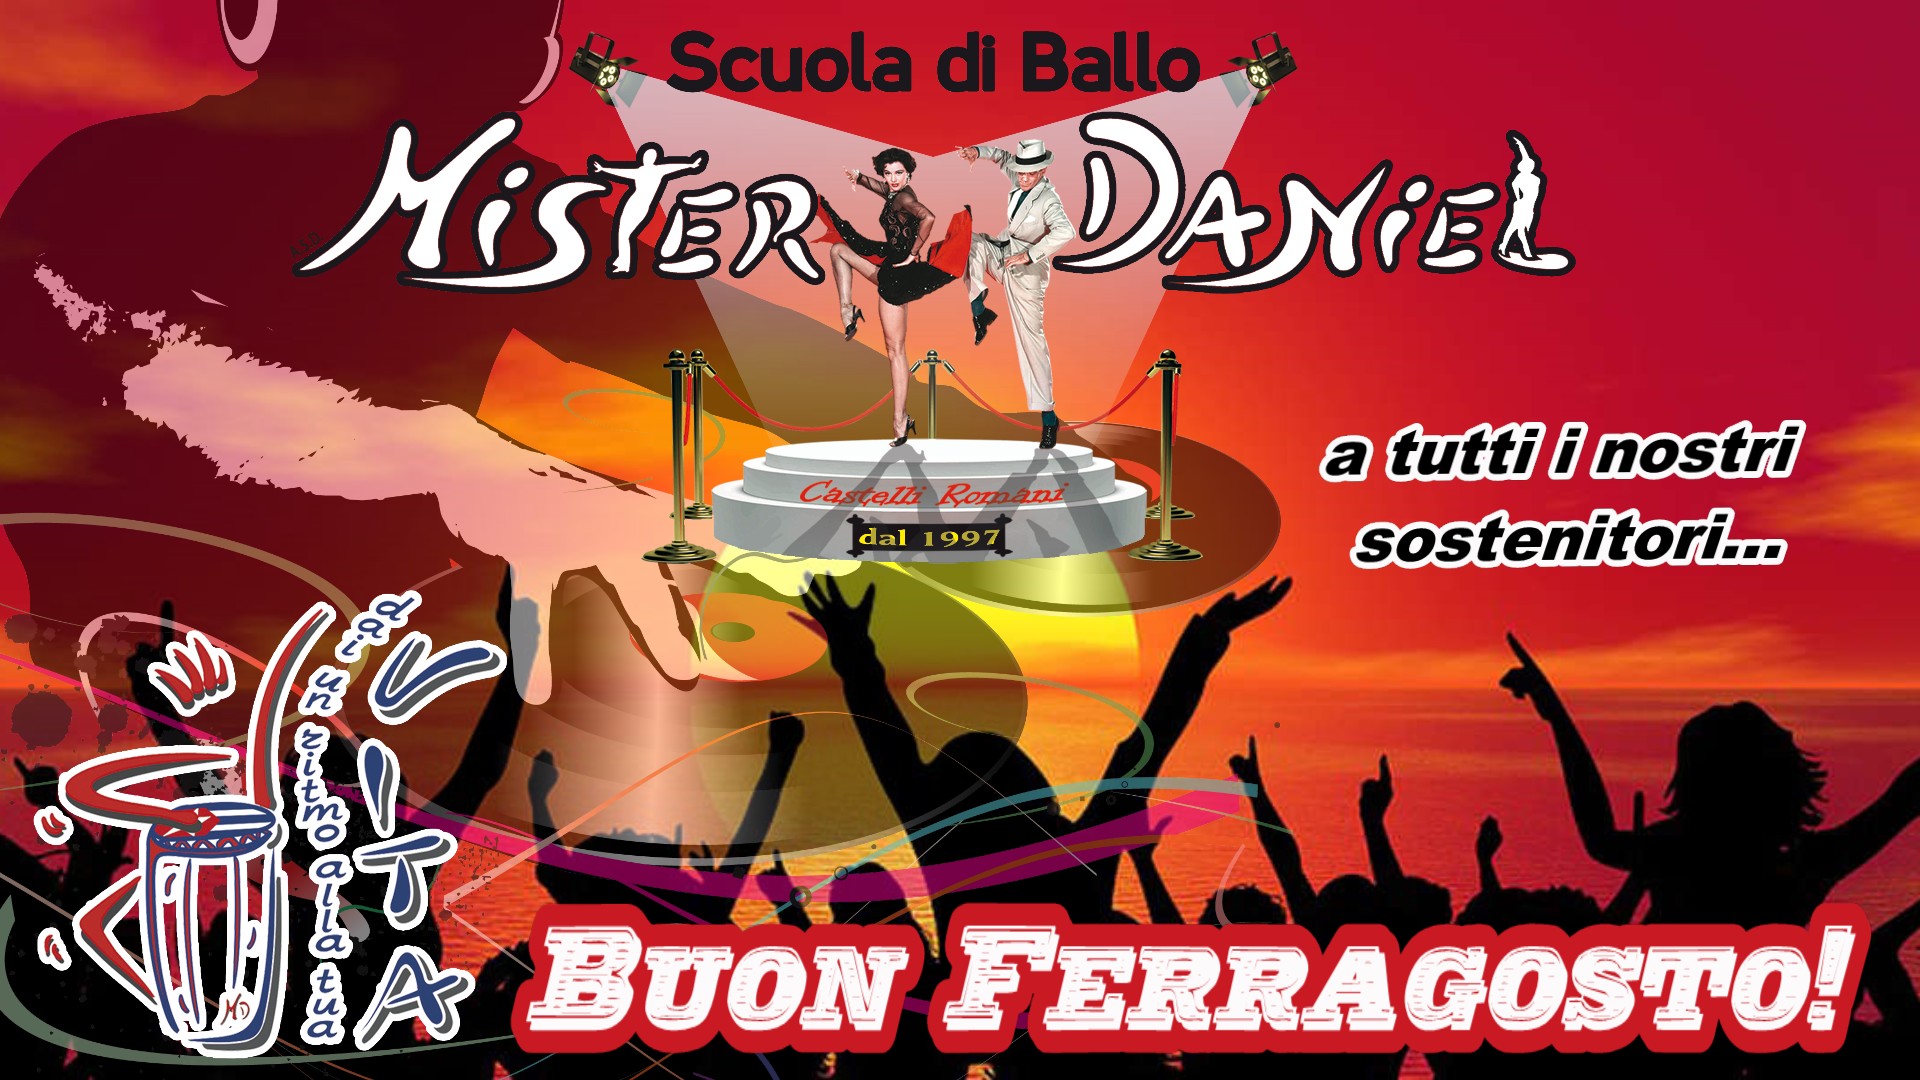 Scuola di Ballo
MISTER DANiEL
Castelli Romani
dal 1997
a tutti i nostri
sostenitori...
dai un ritmo alla tua
VITA
MD
BUON FERRAGOSTO!